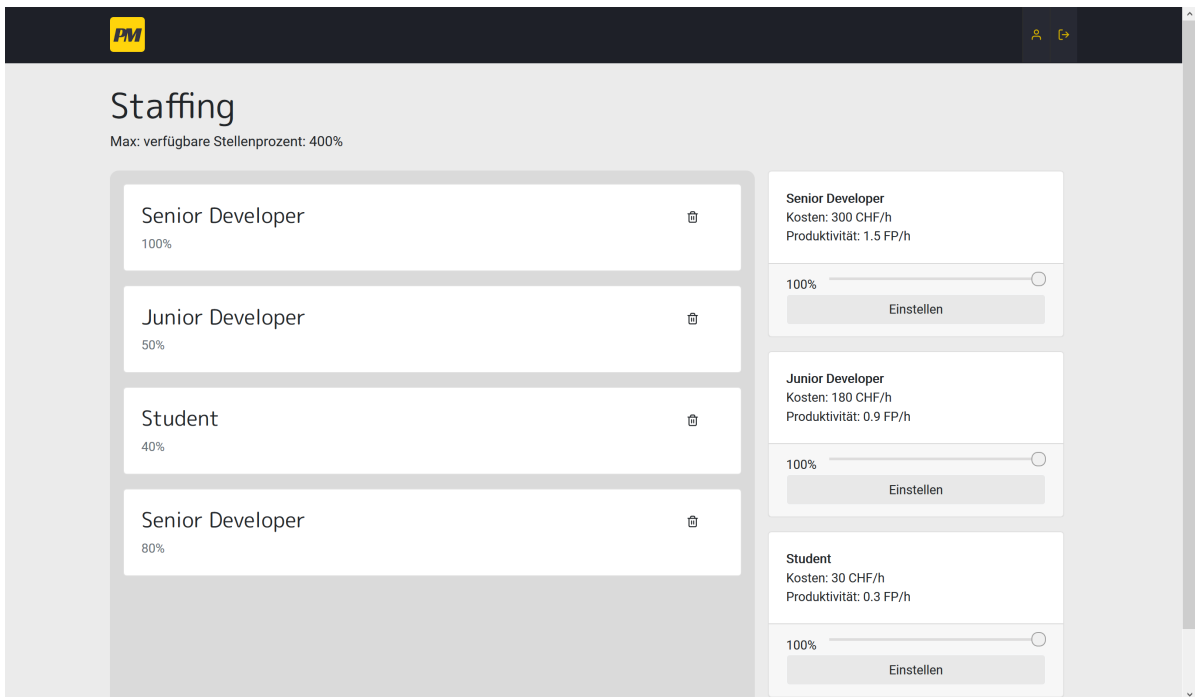 PM
Staffing
Max: verfügbare Stellenprozent: 400%
Senior Developer
100%
Junior Developer
50%
Student
40%
Senior Developer
80%
Senior Developer
Kosten: 300 CHF/h
Produktivität: 1.5 FP/h
100%
Einstellen
Junior Developer
Kosten: 180 CHF/h
Produktivität: 0.9 FP/h
100%
Einstellen
Student
Kosten: 30 CHF/h
Produktivität: 0.3 FP/h
100%
Einstellen